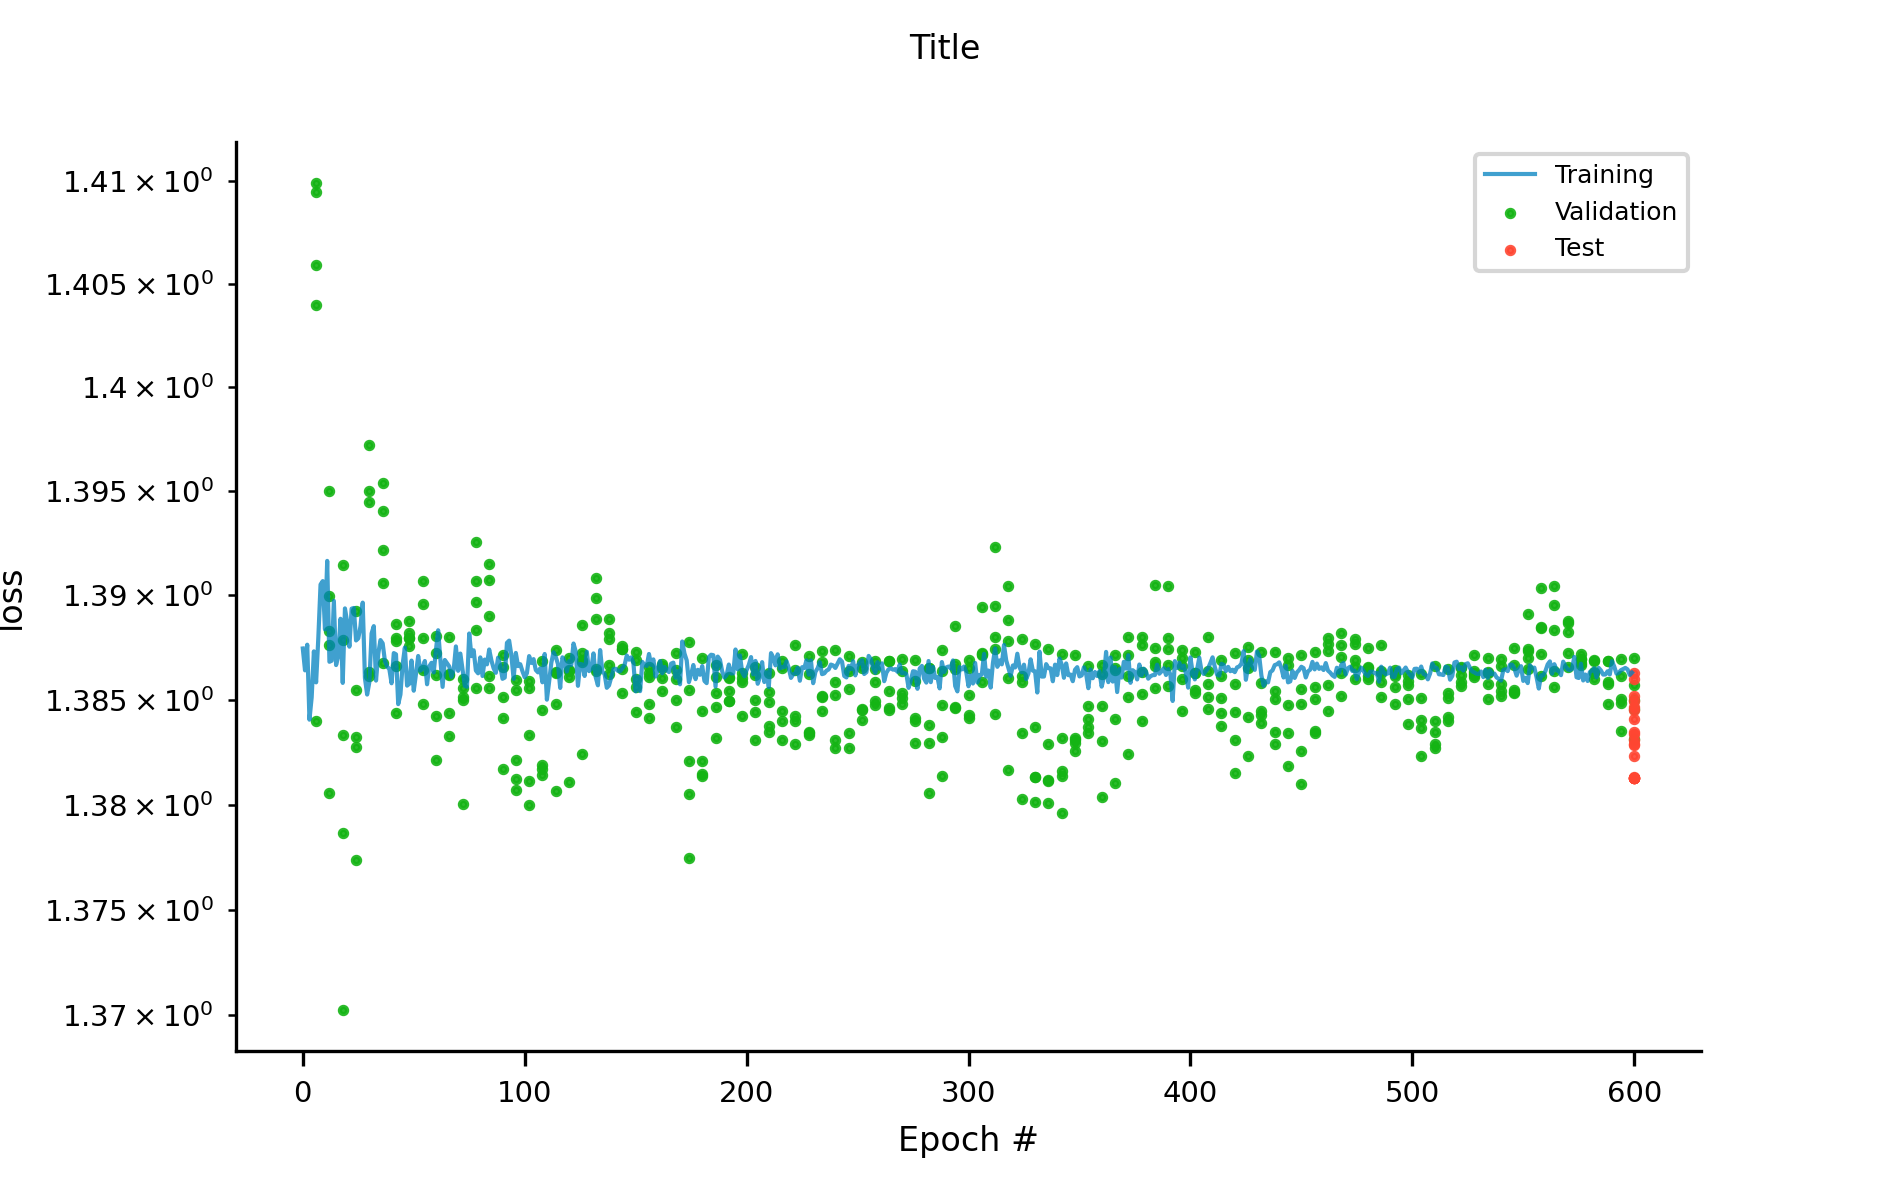 Title
1.41 × 10⁰
1.405 × 10⁰
1.4 × 10⁰
1.395 × 10⁰
1.39 × 10⁰
1.385 × 10⁰
1.38 × 10⁰
1.375 × 10⁰
1.37 × 10⁰
loss
Training
Validation
Test
0 100 200 300 400 500 600
Epoch #